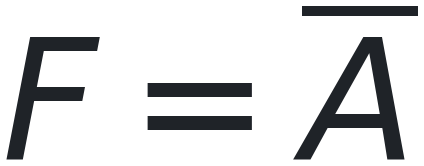 F = A̅